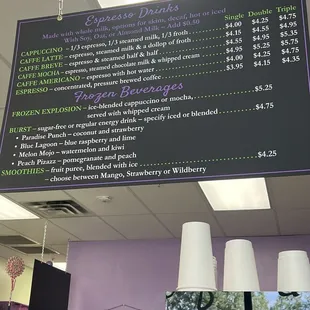 Espresso Drinks
Made with whole milk, options for skim, decaf, hot or iced
With Soy, Oat, or Almond Milk - Add $0.50
Single Double Triple
CAPPUCCINO - 1/3 espresso, 1/3 steamed milk, 1/3 froth $4.00 $4.25 $4.75
CAFFE LATTE - espresso, steamed milk & a dollop of froth $4.15 $4.55 $4.95
CAFFE BREVE - espresso & steamed half & half $4.55 $4.95 $5.35
CAFFE MOCHA - espresso, steamed chocolate milk & whipped cream $4.95 $5.25 $5.75
CAFFE AMERICANO - espresso with hot water $4.00 $4.25 $4.75
ESPRESSO - concentrated, pressure brewed coffee $3.95 $4.15 $4.35
Frozen Beverages
FROZEN EXPLOSION - ice-blended cappuccino or mocha, $5.25
served with whipped cream
BURST - sugar-free or regular energy drink - specify iced or blended $4.75
• Paradise Punch - coconut and strawberry
• Blue Lagoon - blue raspberry and lime
• Melon Mojo - watermelon and kiwi
• Peach Pizazz - pomegranate and peach
SMOOTHIES - fruit puree, blended with ice $4.25
- choose between Mango, Strawberry or Wildberry